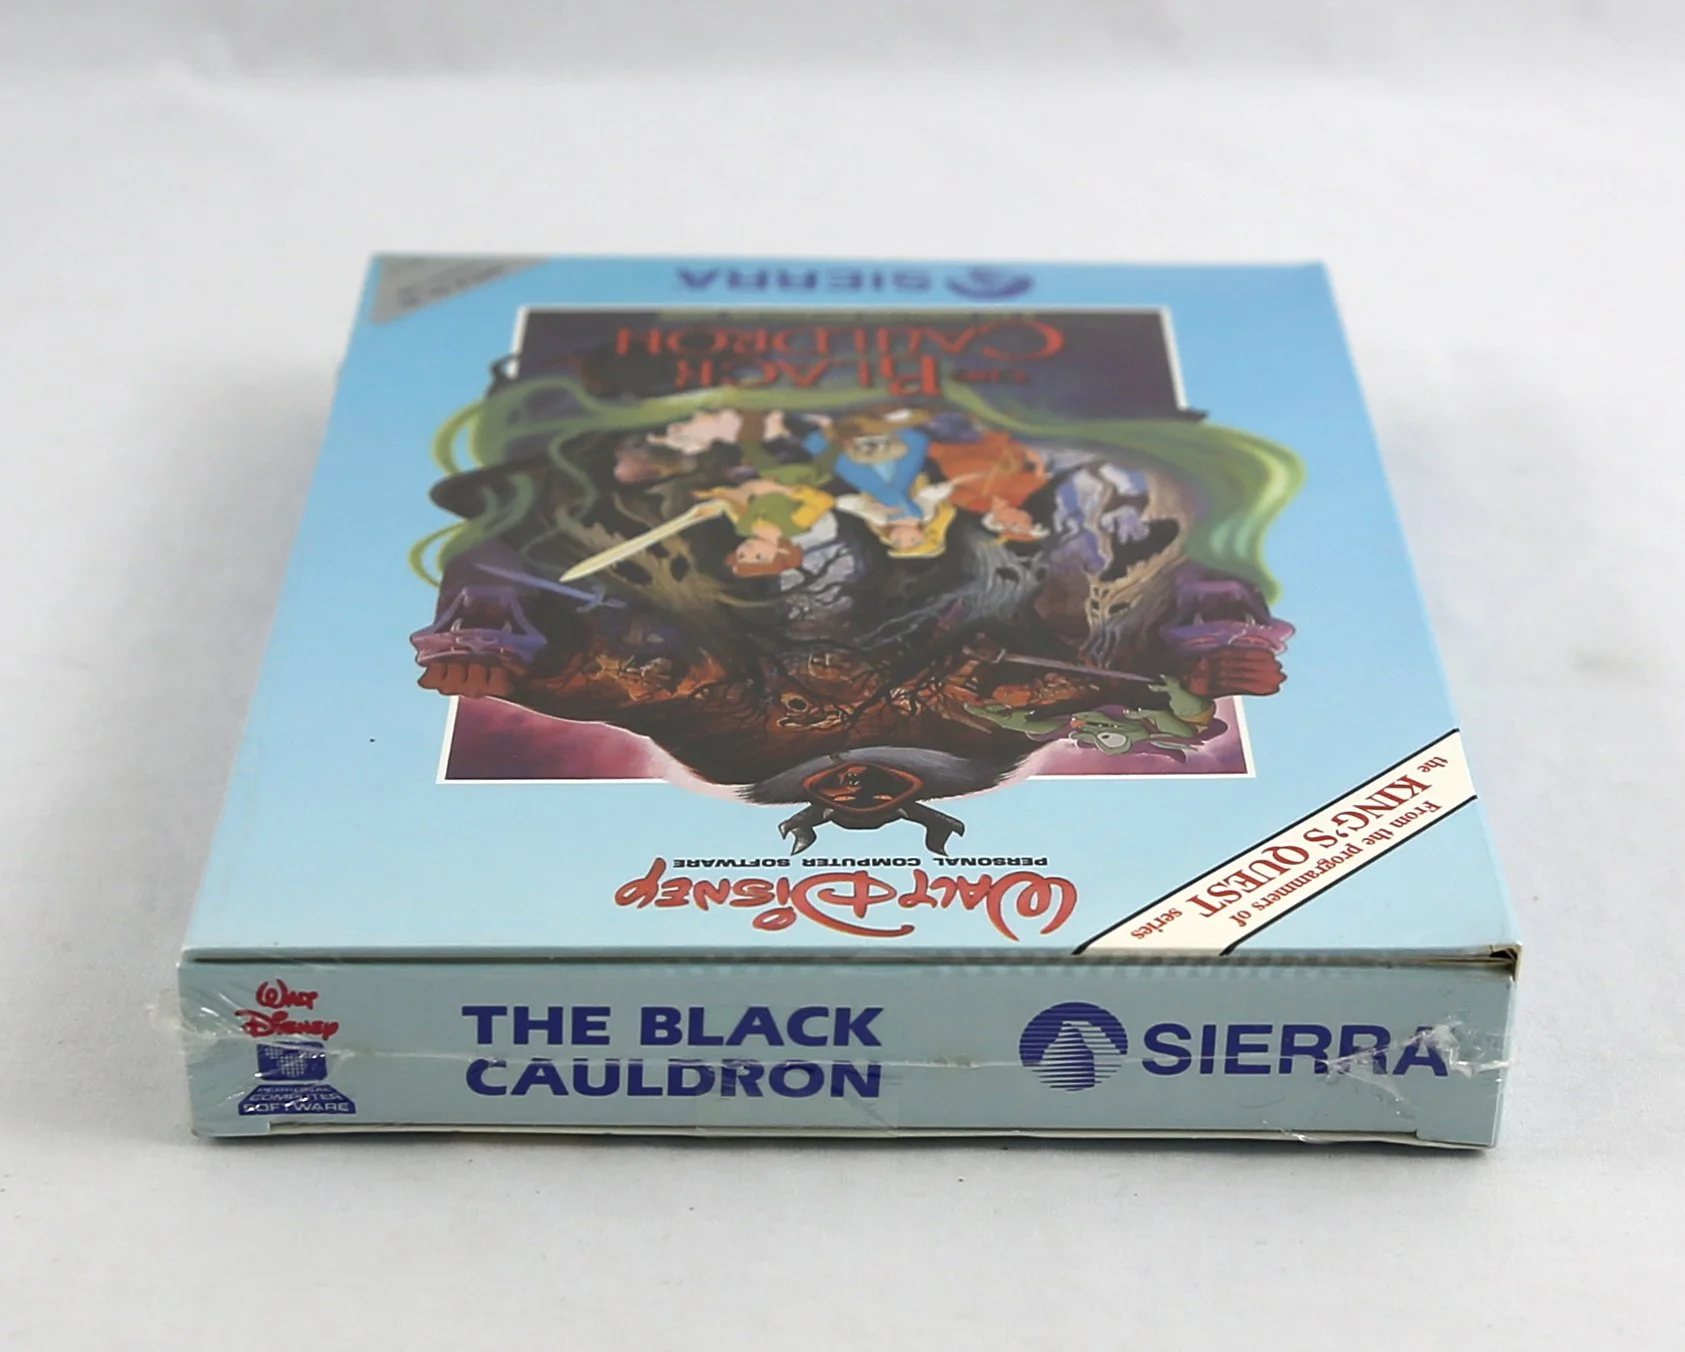 SIERRA
THE BLACK
CAULDRON
WALT DISNEY
PERSONAL COMPUTER SOFTWARE
From the programmers of
the KING'S QUEST series
Walt
Disney
PERSONAL
COMPUTER
SOFTWARE
THE BLACK
CAULDRON
SIERRA